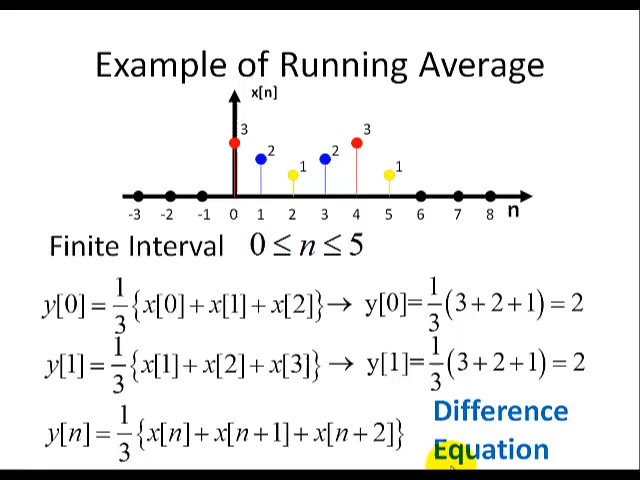 Example of Running Average
x[n]
3 2 1 2 3 1
-3 -2 -1 0 1 2 3 4 5 6 7 8 n
Finite Interval 0 ≤ n ≤ 5
y[0] = 1/3 {x[0] + x[1] + x[2]} → y[0]= 1/3 (3 + 2 + 1) = 2
y[1] = 1/3 {x[1] + x[2] + x[3]} → y[1]= 1/3 (3 + 2 + 1) = 2
y[n] = 1/3 {x[n] + x[n + 1] + x[n + 2]}
Difference
Equation